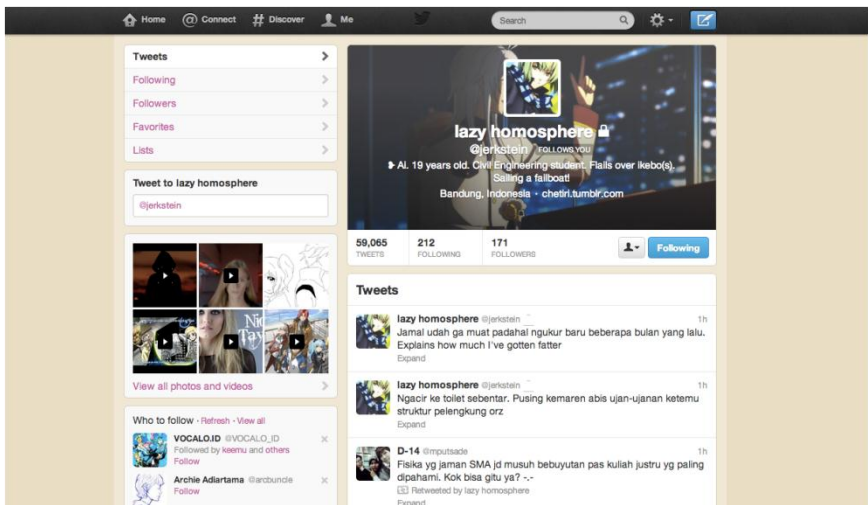 Home Connect Discover Me Search
Tweets
Following
Followers
Favorites
Lists
Tweet to lazy homosphere
@jerkstein
View all photos and videos
Who to follow · Refresh · View all
VOCALO.ID @VOCALO_ID
Followed by keemu and others
Follow
Archie Adiartama @arcbuncle
Follow
lazy homosphere
@jerkstein FOLLOWS YOU
❥ Ai. 19 years old. Civil Engineering student. Flails over ikebo(s).
Sailing a failboat!
Bandung, Indonesia · chetiri.tumblr.com
59,065 212 171
TWEETS FOLLOWING FOLLOWERS
Following
Tweets
lazy homosphere @jerkstein 1h
Jamal udah ga muat padahal ngukur baru beberapa bulan yang lalu.
Explains how much I've gotten fatter
Expand
lazy homosphere @jerkstein 1h
Ngacir ke toilet sebentar. Pusing kemaren abis ujan-ujanan ketemu
struktur pelengkung orz
Expand
D-14 @mputsade 1h
Fisika yg jaman SMA jd musuh bebuyutan pas kuliah justru yg paling
dipahami. Kok bisa gitu ya? -.-
Retweeted by lazy homosphere
Expand